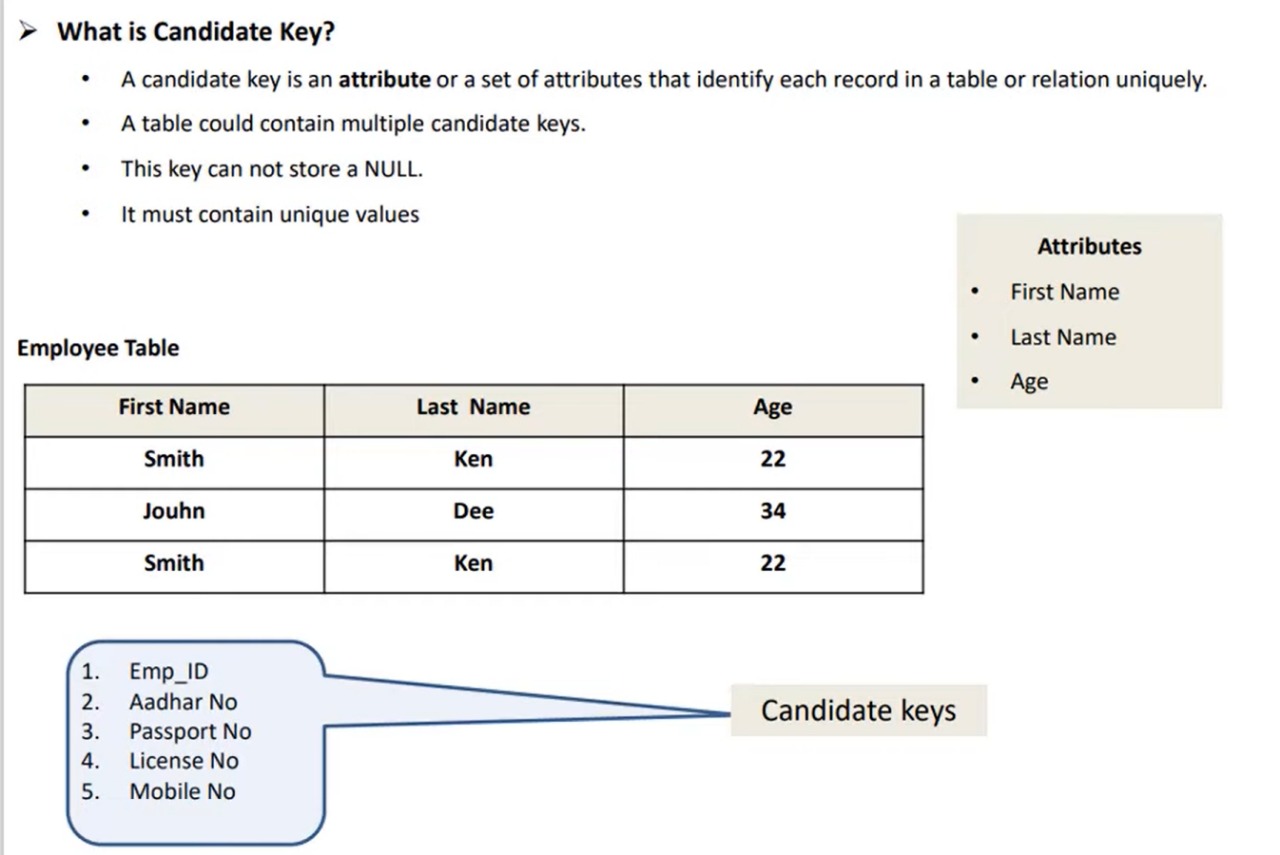 ➤ What is Candidate Key?
• A candidate key is an attribute or a set of attributes that identify each record in a table or relation uniquely.
• A table could contain multiple candidate keys.
• This key can not store a NULL.
• It must contain unique values
Attributes
• First Name
• Last Name
• Age
Employee Table
First Name Last Name Age
Smith Ken 22
Jouhn Dee 34
Smith Ken 22
1. Emp_ID
2. Aadhar No
3. Passport No
4. License No
5. Mobile No
Candidate keys